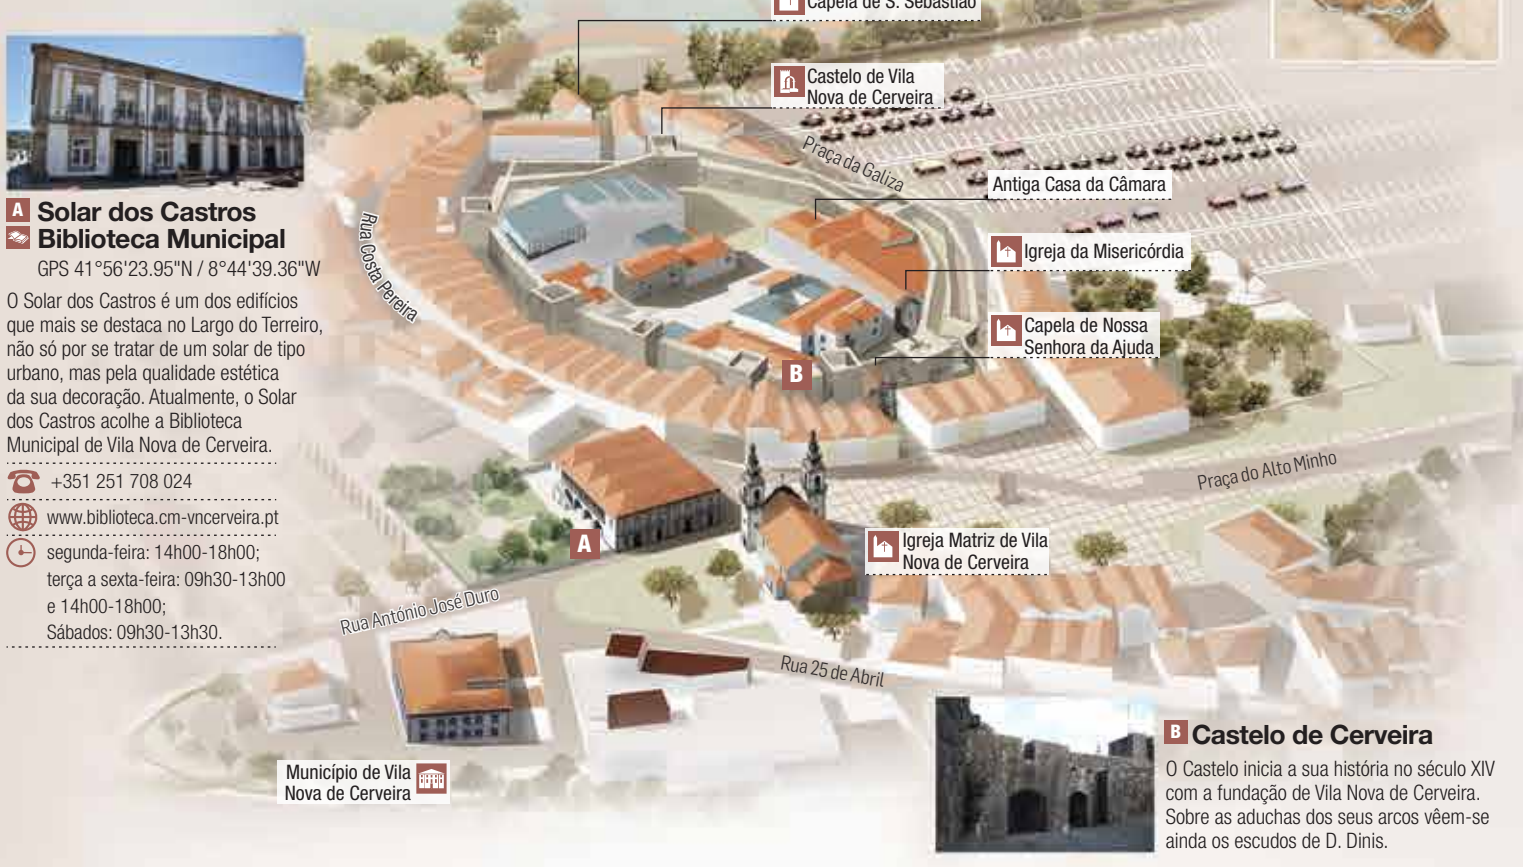 Capela de S. Sebastião
Castelo de Vila
Nova de Cerveira
Praça da Galiza
Antiga Casa da Câmara
Igreja da Misericórdia
Capela de Nossa
Senhora da Ajuda
Rua Costa Pereira
A Solar dos Castros
Biblioteca Municipal
GPS 41°56'23.95"N / 8°44'39.36"W
O Solar dos Castros é um dos edifícios
que mais se destaca no Largo do Terreiro,
não só por se tratar de um solar de tipo
urbano, mas pela qualidade estética
da sua decoração. Atualmente, o Solar
dos Castros acolhe a Biblioteca
Municipal de Vila Nova de Cerveira.
+351 251 708 024
www.biblioteca.cm-vncerveira.pt
segunda-feira: 14h00-18h00;
terça a sexta-feira: 09h30-13h00
e 14h00-18h00;
Sábados: 09h30-13h30.
B
A
Praça do Alto Minho
Igreja Matriz de Vila
Nova de Cerveira
Rua António José Duro
Rua 25 de Abril
Município de Vila
Nova de Cerveira
B Castelo de Cerveira
O Castelo inicia a sua história no século XIV
com a fundação de Vila Nova de Cerveira.
Sobre as aduchas dos seus arcos vêem-se
ainda os escudos de D. Dinis.